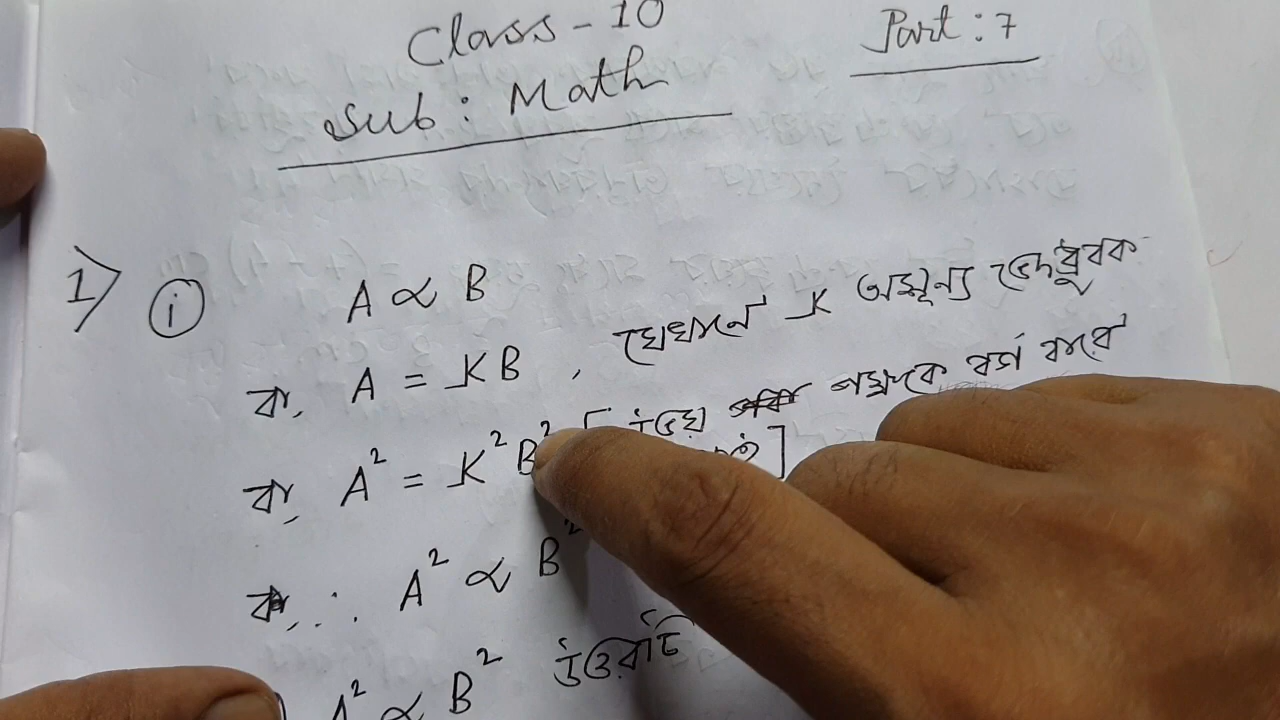 Class - 10
Part : 7
Sub : Math
1) (i) A ∝ B
বা, A = KB , যেখানে K অশূন্য ভেদধ্রুবক
বা, A² = K²B² [ উভয় পক্ষকে বর্গ করে
]
বা, ∴ A² ∝ B²
A² ∝ B² উত্তরটি